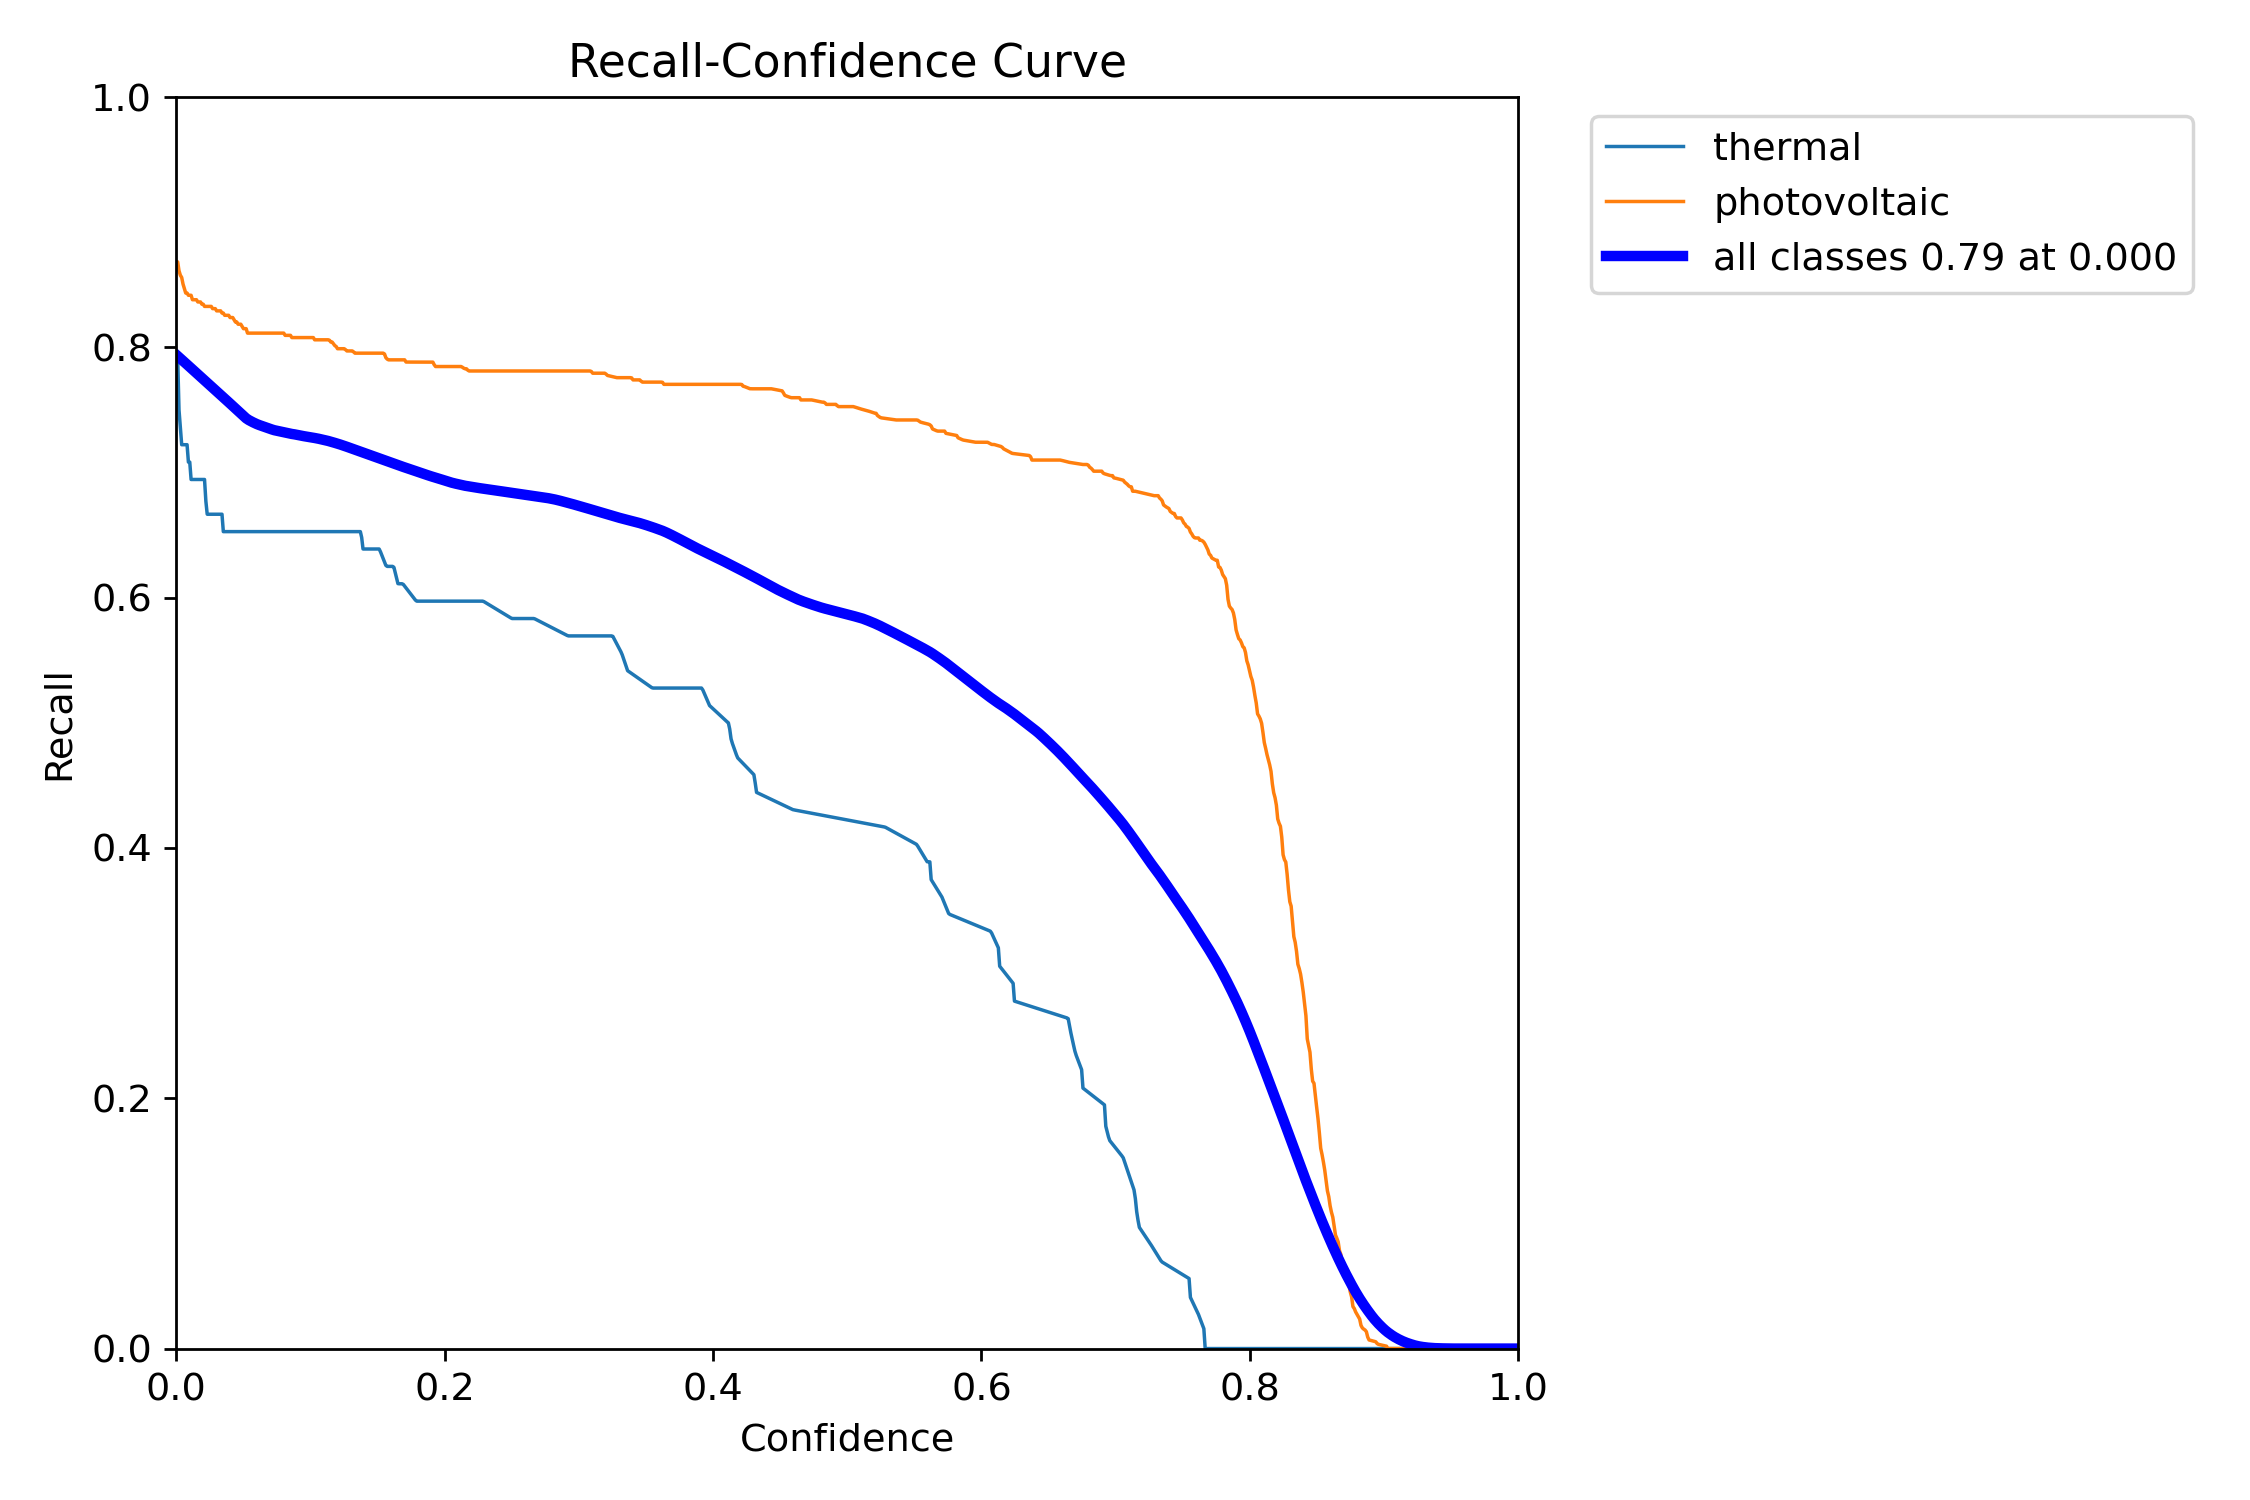 Recall-Confidence Curve
1.0
0.8
0.6
0.4
0.2
0.0
Recall
0.0 0.2 0.4 0.6 0.8 1.0
Confidence
thermal
photovoltaic
all classes 0.79 at 0.000